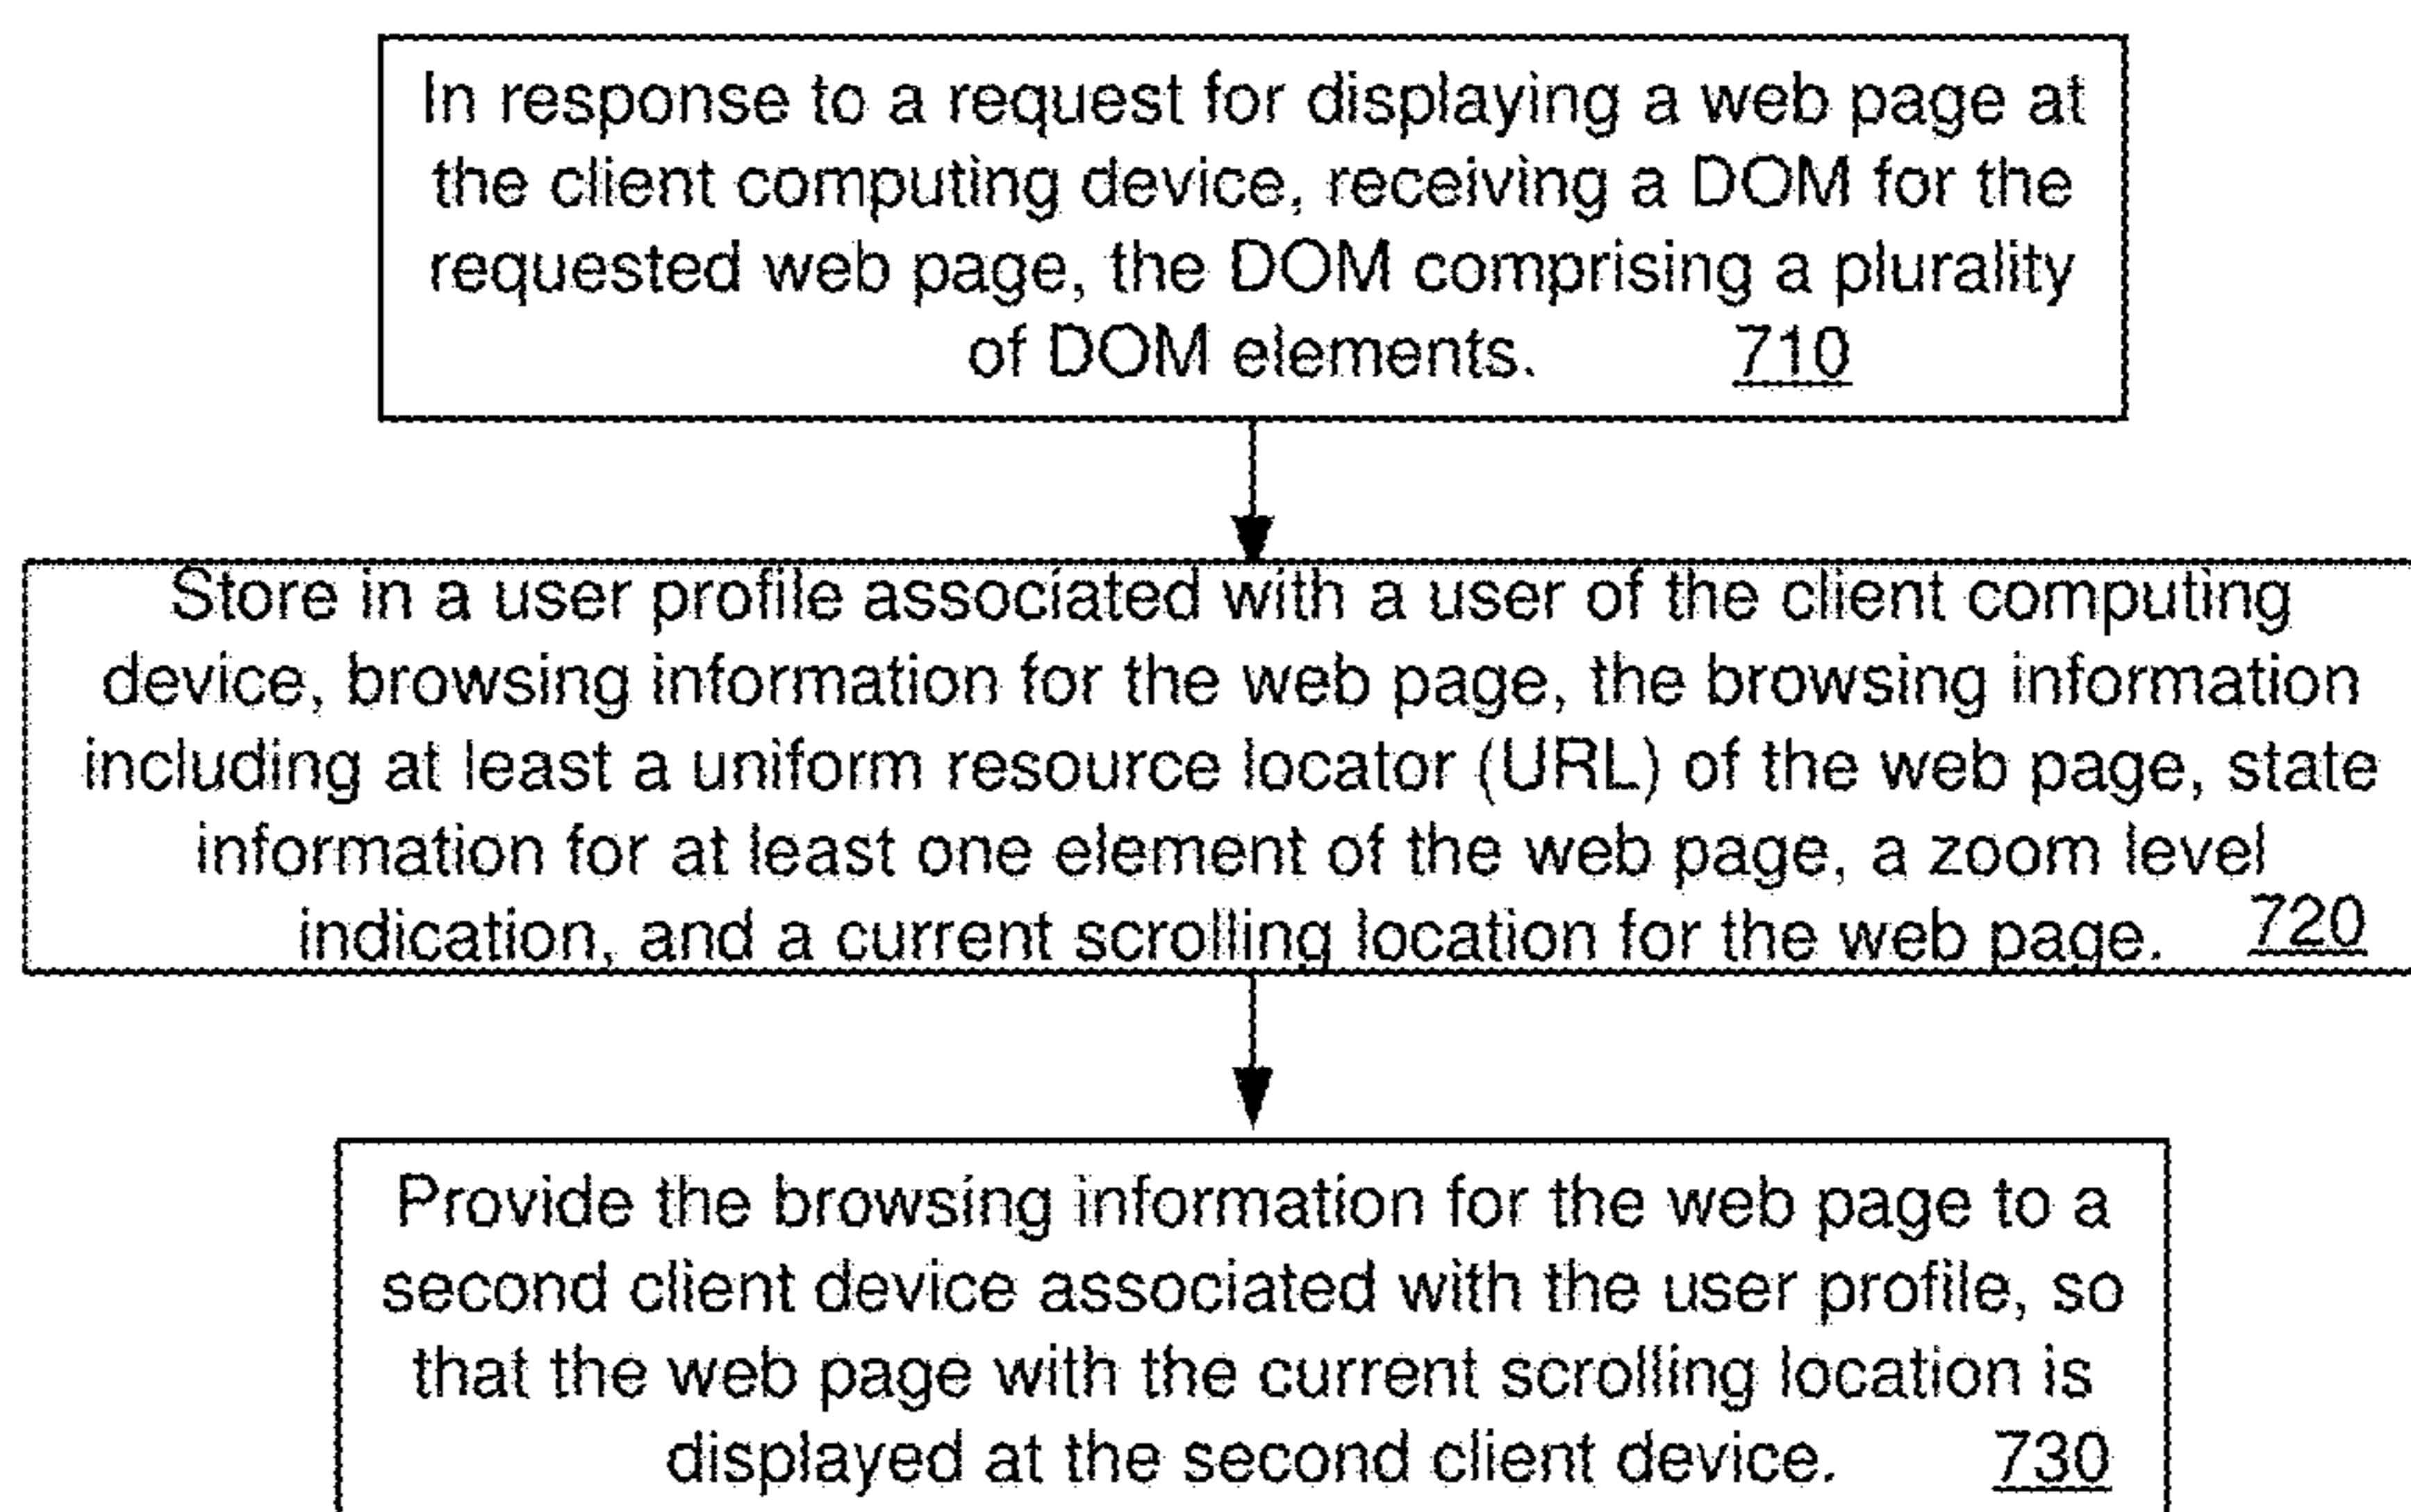 In response to a request for displaying a web page at
the client computing device, receiving a DOM for the
requested web page, the DOM comprising a plurality
of DOM elements. 710
Store in a user profile associated with a user of the client computing
device, browsing information for the web page, the browsing information
including at least a uniform resource locator (URL) of the web page, state
information for at least one element of the web page, a zoom level
indication, and a current scrolling location for the web page. 720
Provide the browsing information for the web page to a
second client device associated with the user profile, so
that the web page with the current scrolling location is
displayed at the second client device. 730